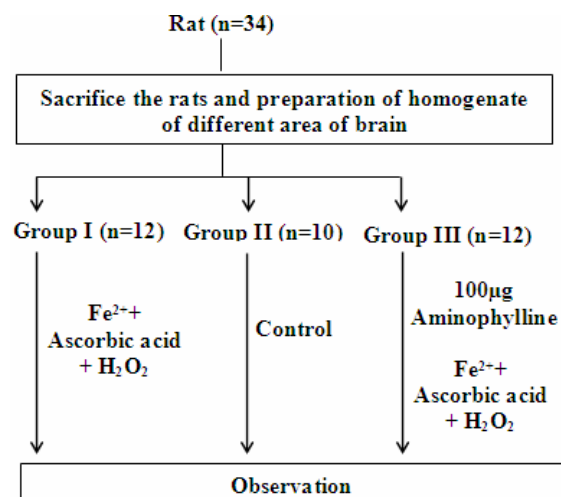 Rat (n=34)
Sacrifice the rats and preparation of homogenate
of different area of brain
Group I (n=12)
Group II (n=10)
Group III (n=12)
Fe²⁺+
Ascorbic acid
+ H₂O₂
Control
100µg
Aminophylline
Fe²⁺+
Ascorbic acid
+ H₂O₂
Observation